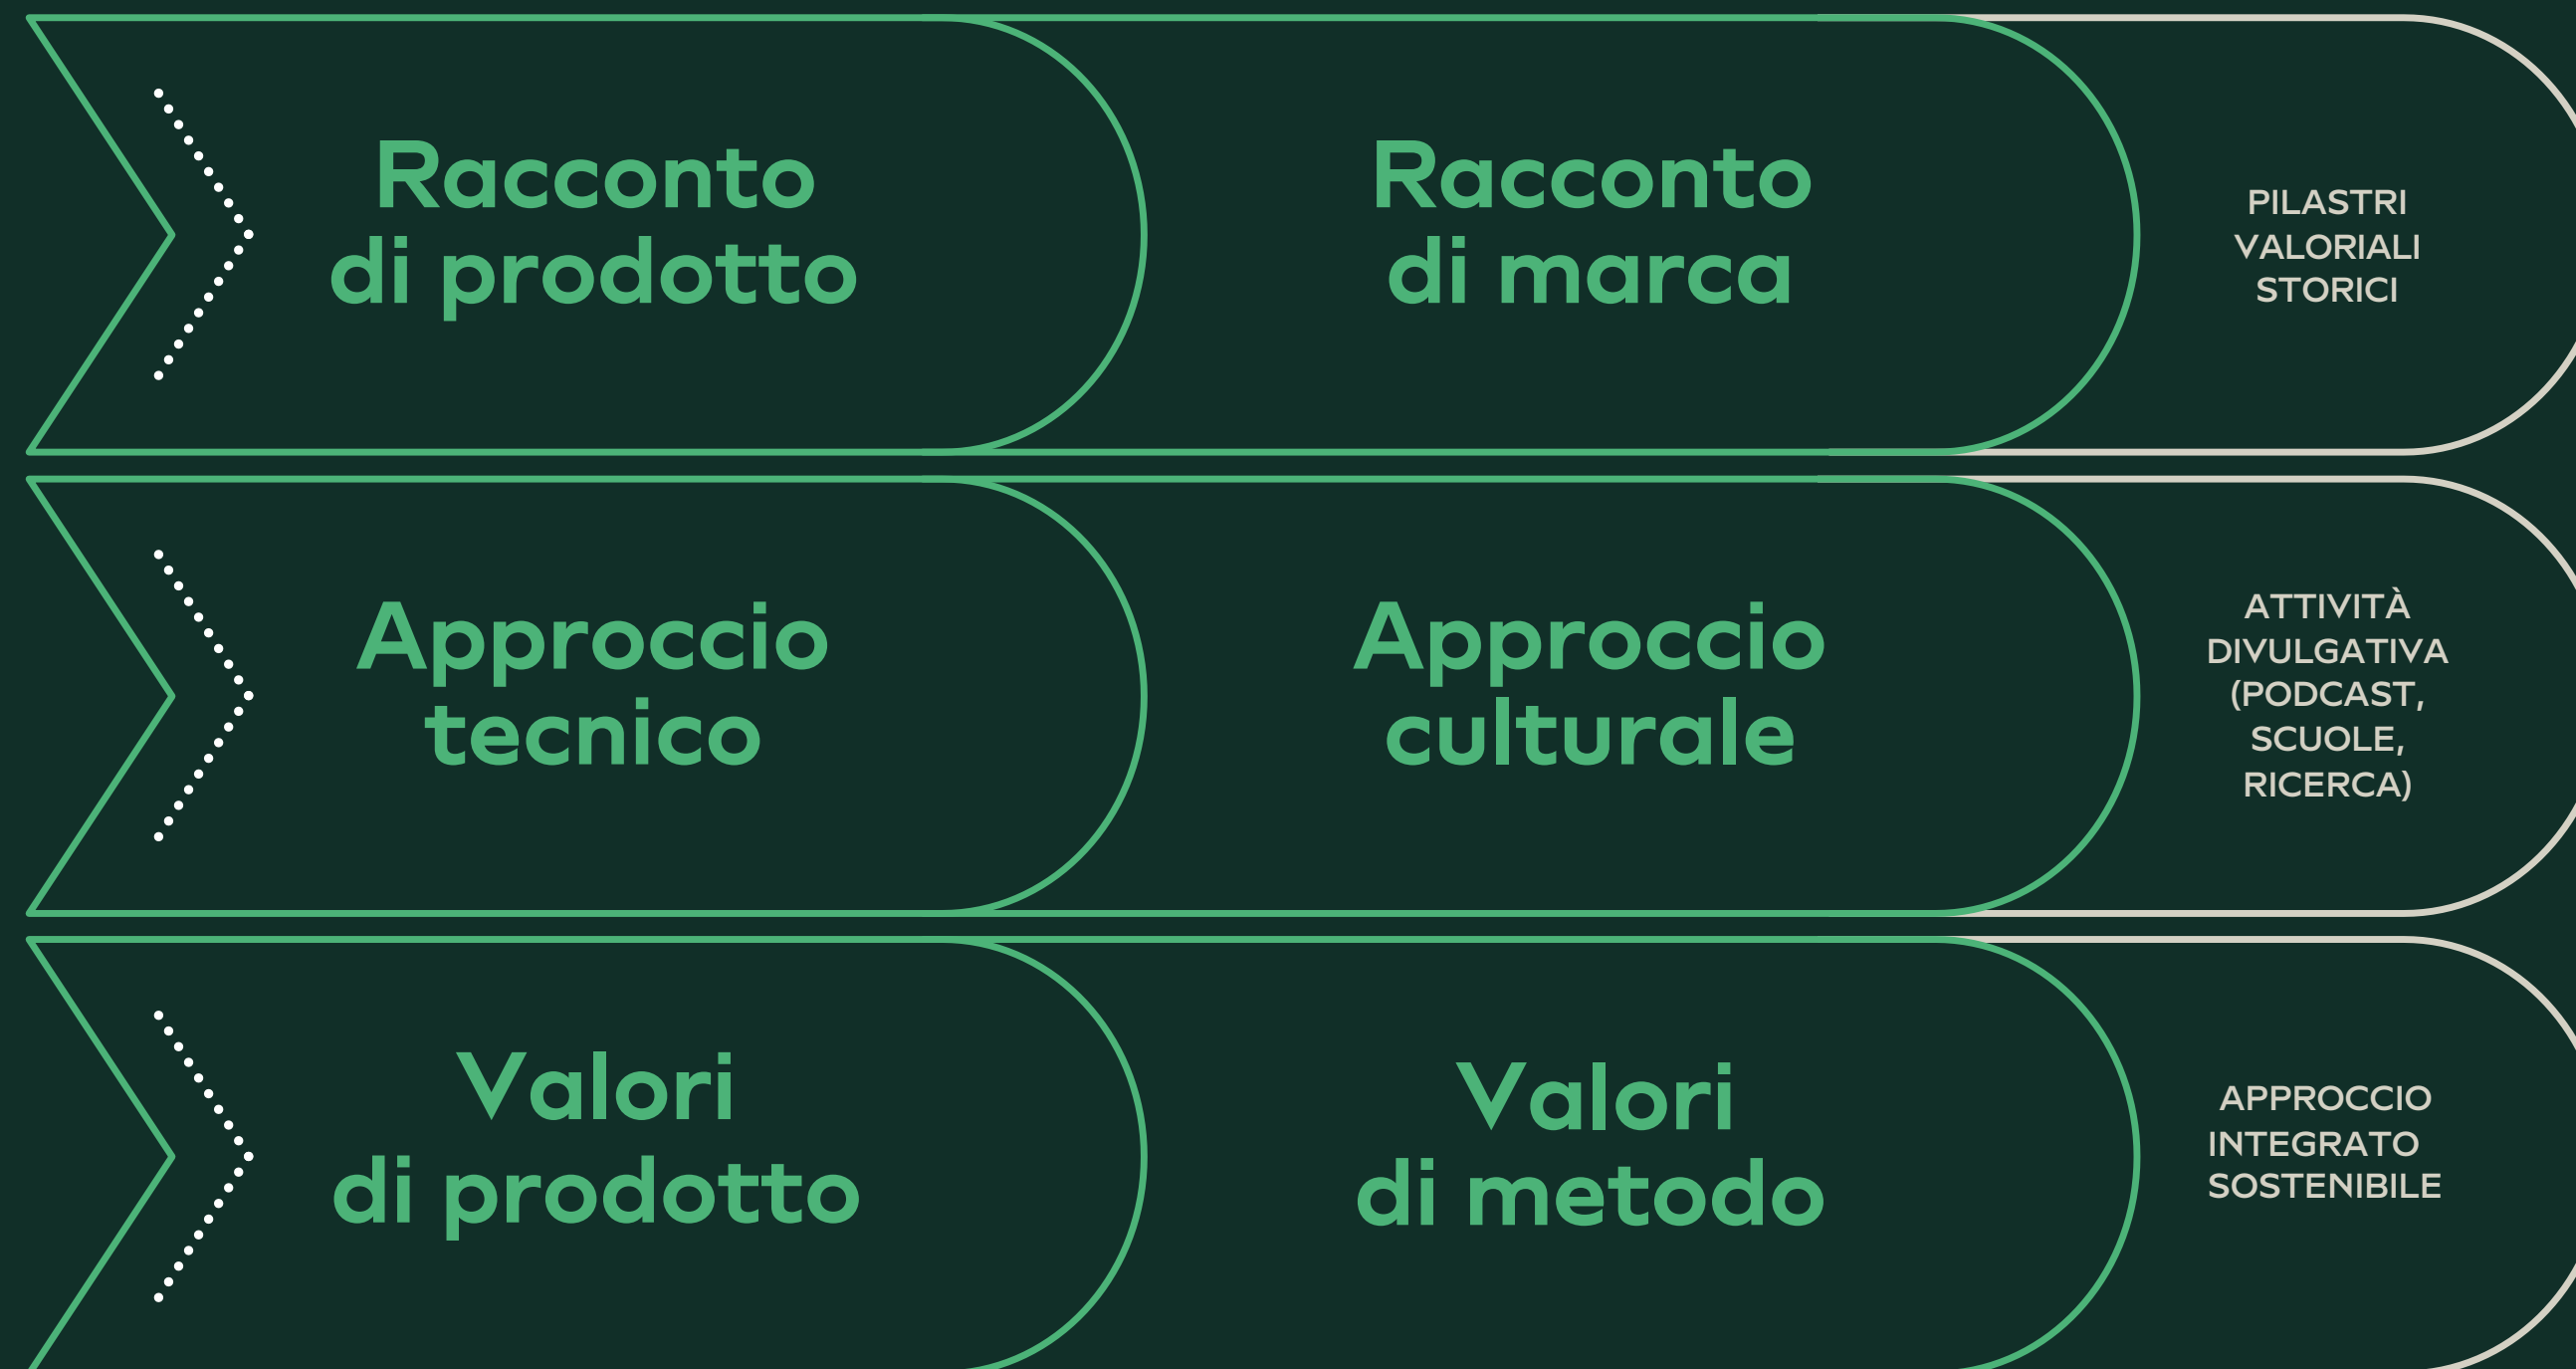 Racconto
di prodotto
Racconto
di marca
PILASTRI
VALORIALI
STORICI
Approccio
tecnico
Approccio
culturale
ATTIVITÀ
DIVULGATIVA
(PODCAST,
SCUOLE,
RICERCA)
Valori
di prodotto
Valori
di metodo
APPROCCIO
INTEGRATO
SOSTENIBILE